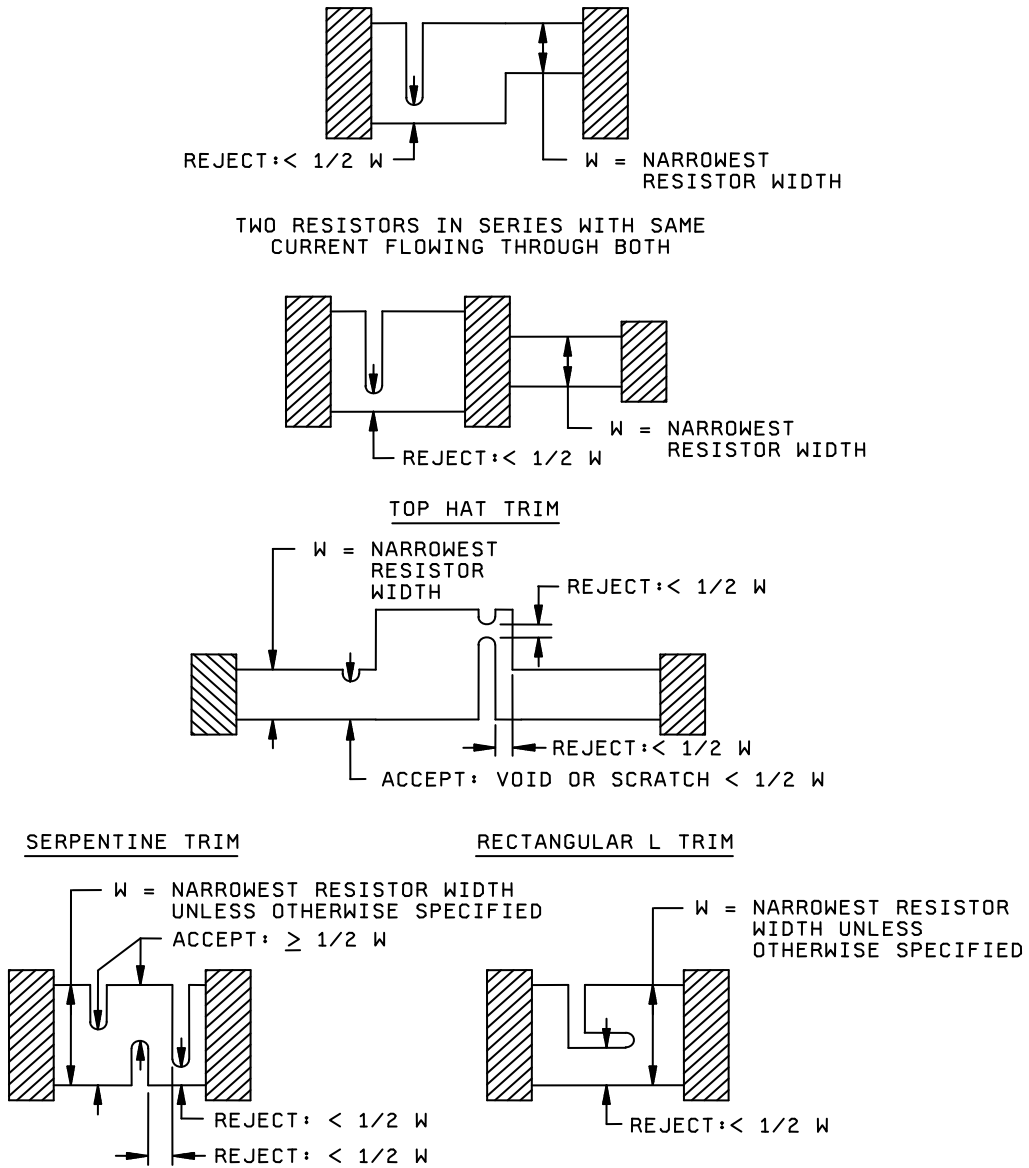 REJECT:< 1/2 W
W = NARROWEST
RESISTOR WIDTH
TWO RESISTORS IN SERIES WITH SAME
CURRENT FLOWING THROUGH BOTH
W = NARROWEST
RESISTOR WIDTH
REJECT:< 1/2 W
TOP HAT TRIM
W = NARROWEST
RESISTOR
WIDTH
REJECT:< 1/2 W
REJECT:< 1/2 W
ACCEPT: VOID OR SCRATCH < 1/2 W
SERPENTINE TRIM
W = NARROWEST RESISTOR WIDTH
UNLESS OTHERWISE SPECIFIED
ACCEPT: ≥ 1/2 W
REJECT: < 1/2 W
REJECT: < 1/2 W
RECTANGULAR L TRIM
W = NARROWEST RESISTOR
WIDTH UNLESS
OTHERWISE SPECIFIED
REJECT:< 1/2 W